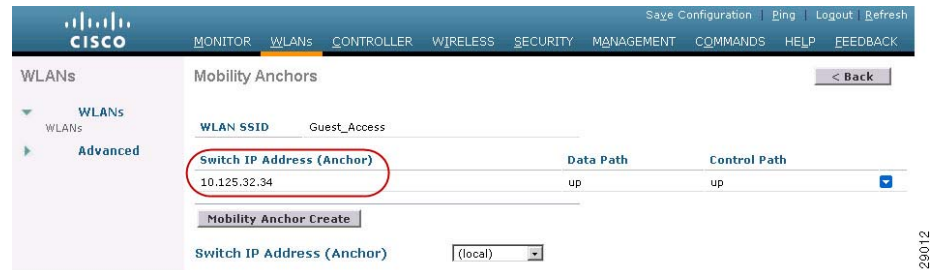 Save Configuration | Ping | Logout | Refresh
CISCO
MONITOR WLANs CONTROLLER WIRELESS SECURITY MANAGEMENT COMMANDS HELP FEEDBACK
WLANs
Mobility Anchors
< Back
WLANs
WLANs
Advanced
WLAN SSID Guest_Access
Switch IP Address (Anchor) Data Path Control Path
10.125.32.34 up up
Mobility Anchor Create
Switch IP Address (Anchor) (local)
29012